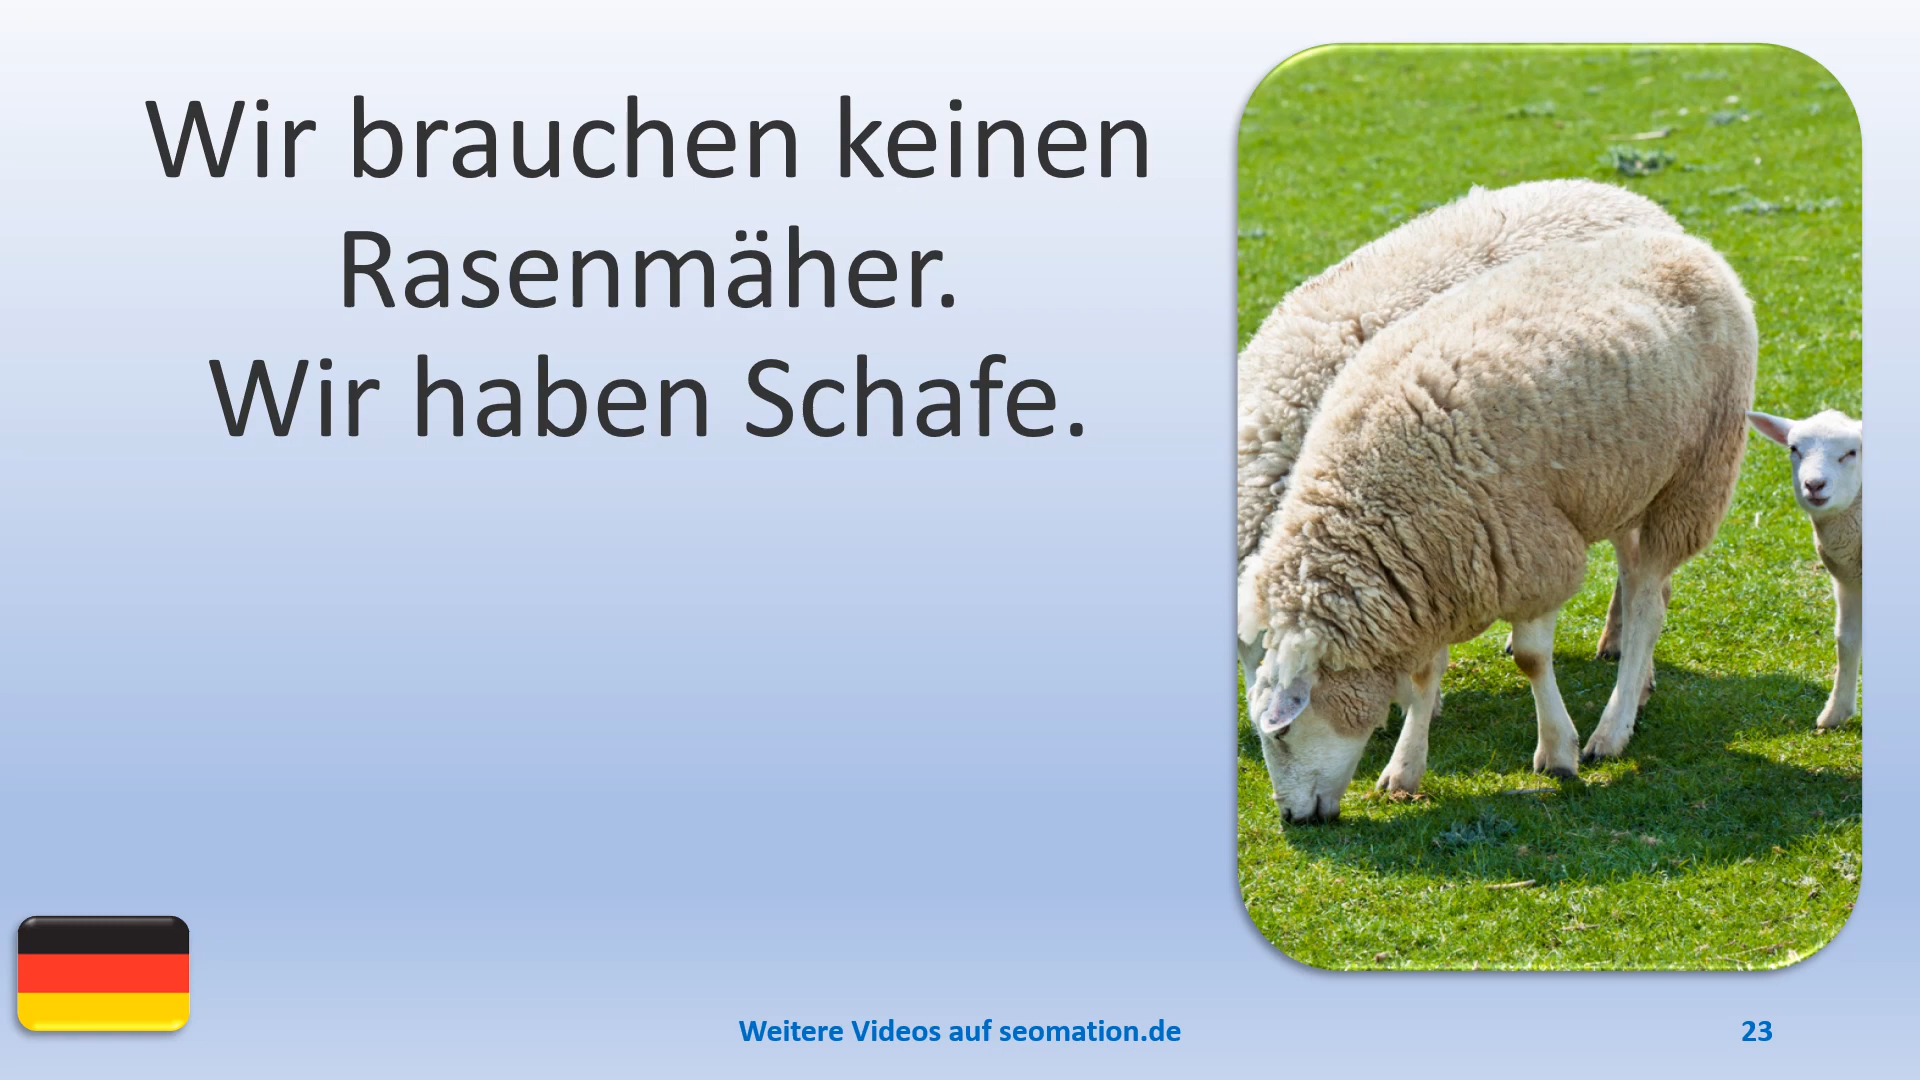 Wir brauchen keinen
Rasenmäher.
Wir haben Schafe.
Weitere Videos auf seomation.de
23